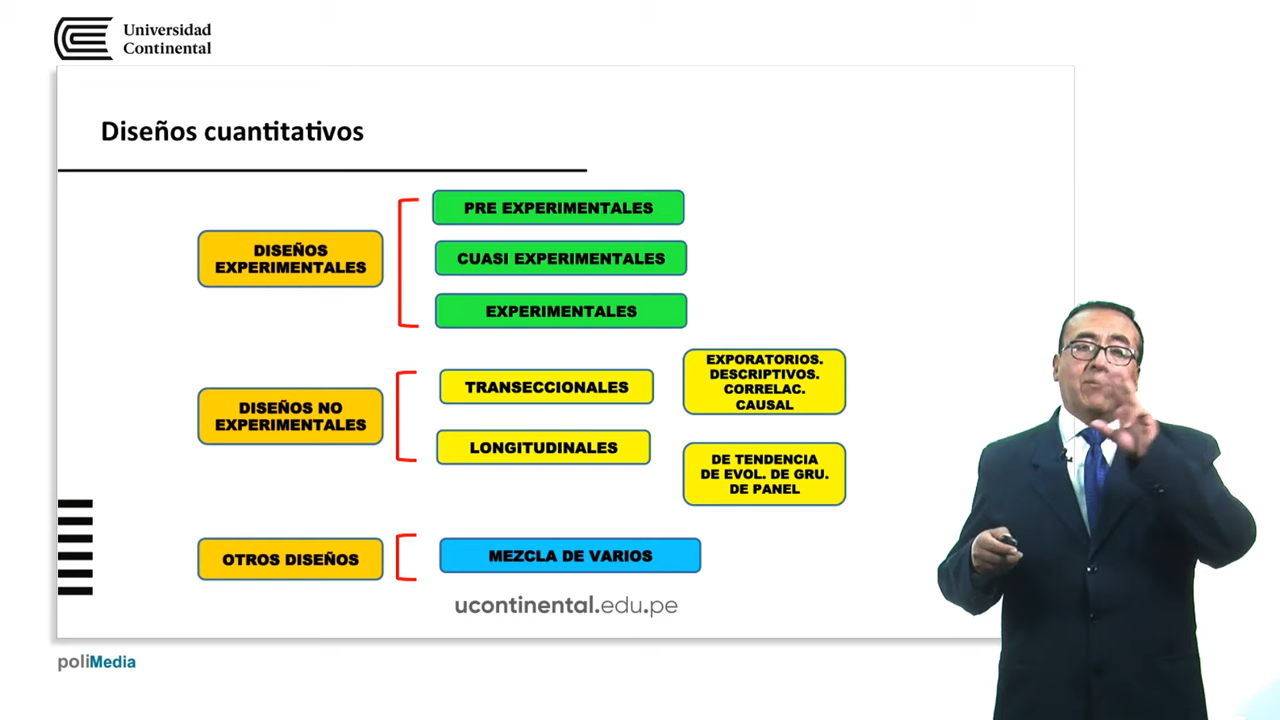 Universidad
Continental
Diseños cuantitativos
PRE EXPERIMENTALES
DISEÑOS
EXPERIMENTALES
CUASI EXPERIMENTALES
EXPERIMENTALES
DISEÑOS NO
EXPERIMENTALES
TRANSECCIONALES
EXPORATORIOS.
DESCRIPTIVOS.
CORRELAC.
CAUSAL
LONGITUDINALES
DE TENDENCIA
DE EVOL. DE GRU.
DE PANEL
OTROS DISEÑOS
MEZCLA DE VARIOS
ucontinental.edu.pe
poliMedia